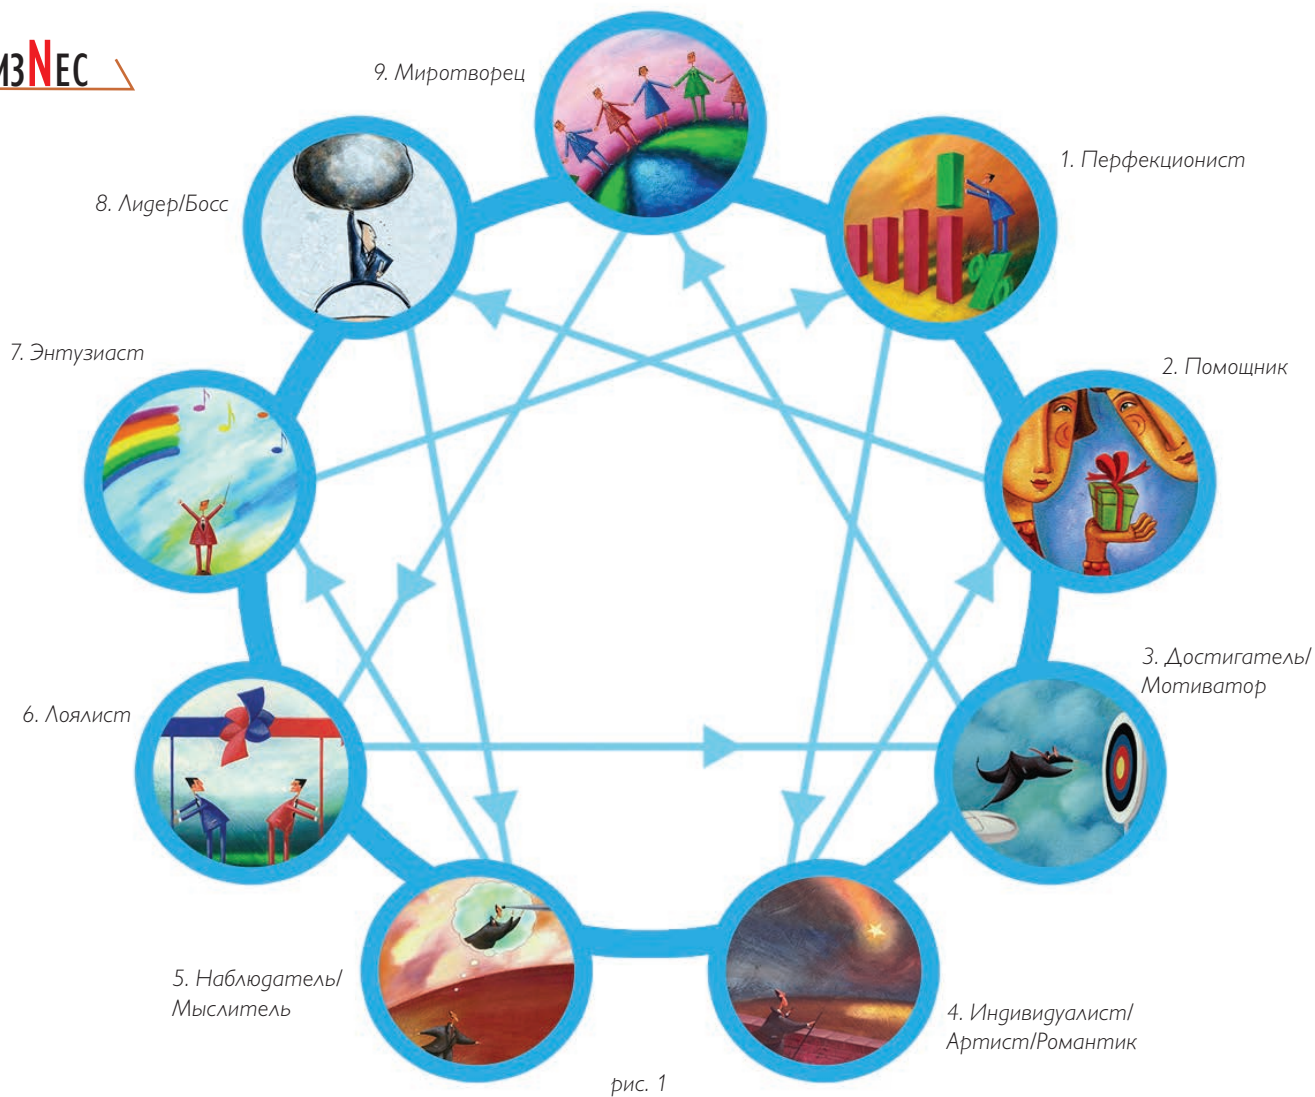 9. Миротворец
1. Перфекционист
8. Лидер/Босс
7. Энтузиаст
2. Помощник
3. Достигатель/
Мотиватор
6. Лоялист
%
5. Наблюдатель/
Мыслитель
4. Индивидуалист/
Артист/Романтик
рис. 1